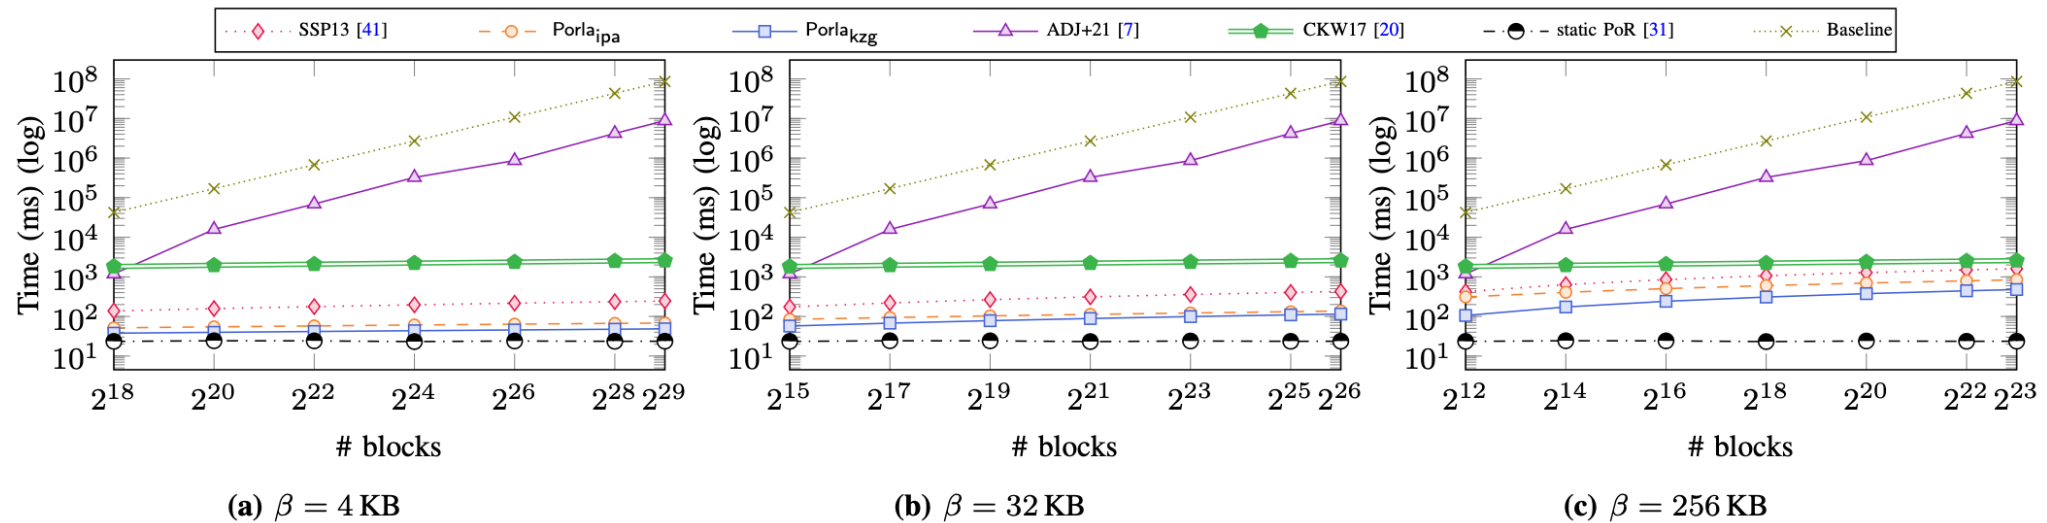 SSP13 [41] Porla_ipa Porla_kzg ADJ+21 [7] CKW17 [20] static PoR [31] Baseline
Time (ms) (log)
10^8
10^7
10^6
10^5
10^4
10^3
10^2
10^1
2^18 2^20 2^22 2^24 2^26 2^28 2^29
# blocks
(a) β = 4 KB
Time (ms) (log)
10^8
10^7
10^6
10^5
10^4
10^3
10^2
10^1
2^15 2^17 2^19 2^21 2^23 2^25 2^26
# blocks
(b) β = 32 KB
Time (ms) (log)
10^8
10^7
10^6
10^5
10^4
10^3
10^2
10^1
2^12 2^14 2^16 2^18 2^20 2^22 2^23
# blocks
(c) β = 256 KB